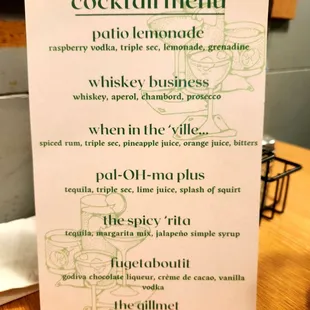 cocktail menu
patio lemonade
raspberry vodka, triple sec, lemonade, grenadine
whiskey business
whiskey, aperol, chambord, prosecco
when in the 'ville...
spiced rum, triple sec, pineapple juice, orange juice, bitters
pal-OH-ma plus
tequila, triple sec, lime juice, splash of squirt
the spicy 'rita
tequila, margarita mix, jalapeño simple syrup
fugetaboutit
godiva chocolate liqueur, crème de cacao, vanilla
vodka
the gillmet